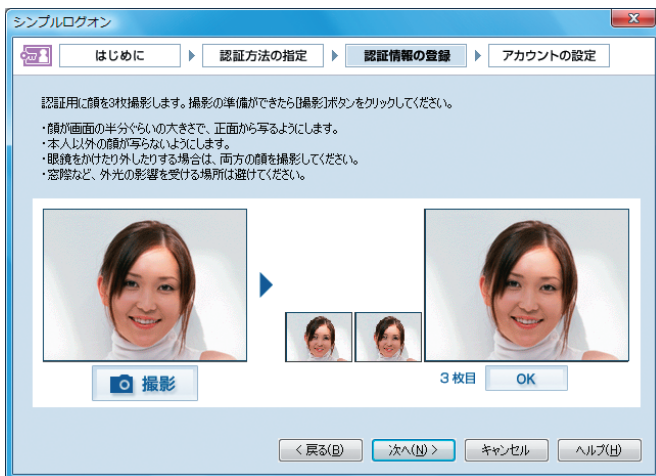 シンプルログオン
はじめに
認証方法の指定
認証情報の登録
アカウントの設定
認証用に顔を3枚撮影します。撮影の準備ができたら[撮影]ボタンをクリックしてください。
・顔が画面の半分ぐらいの大きさで、正面から写るようにします。
・本人以外の顔が写らないようにします。
・眼鏡をかけたり外したりする場合は、両方の顔を撮影してください。
・窓際など、外光の影響を受ける場所は避けてください。
撮影
3 枚目
OK
< 戻る(B)
次へ(N) >
キャンセル
ヘルプ(H)